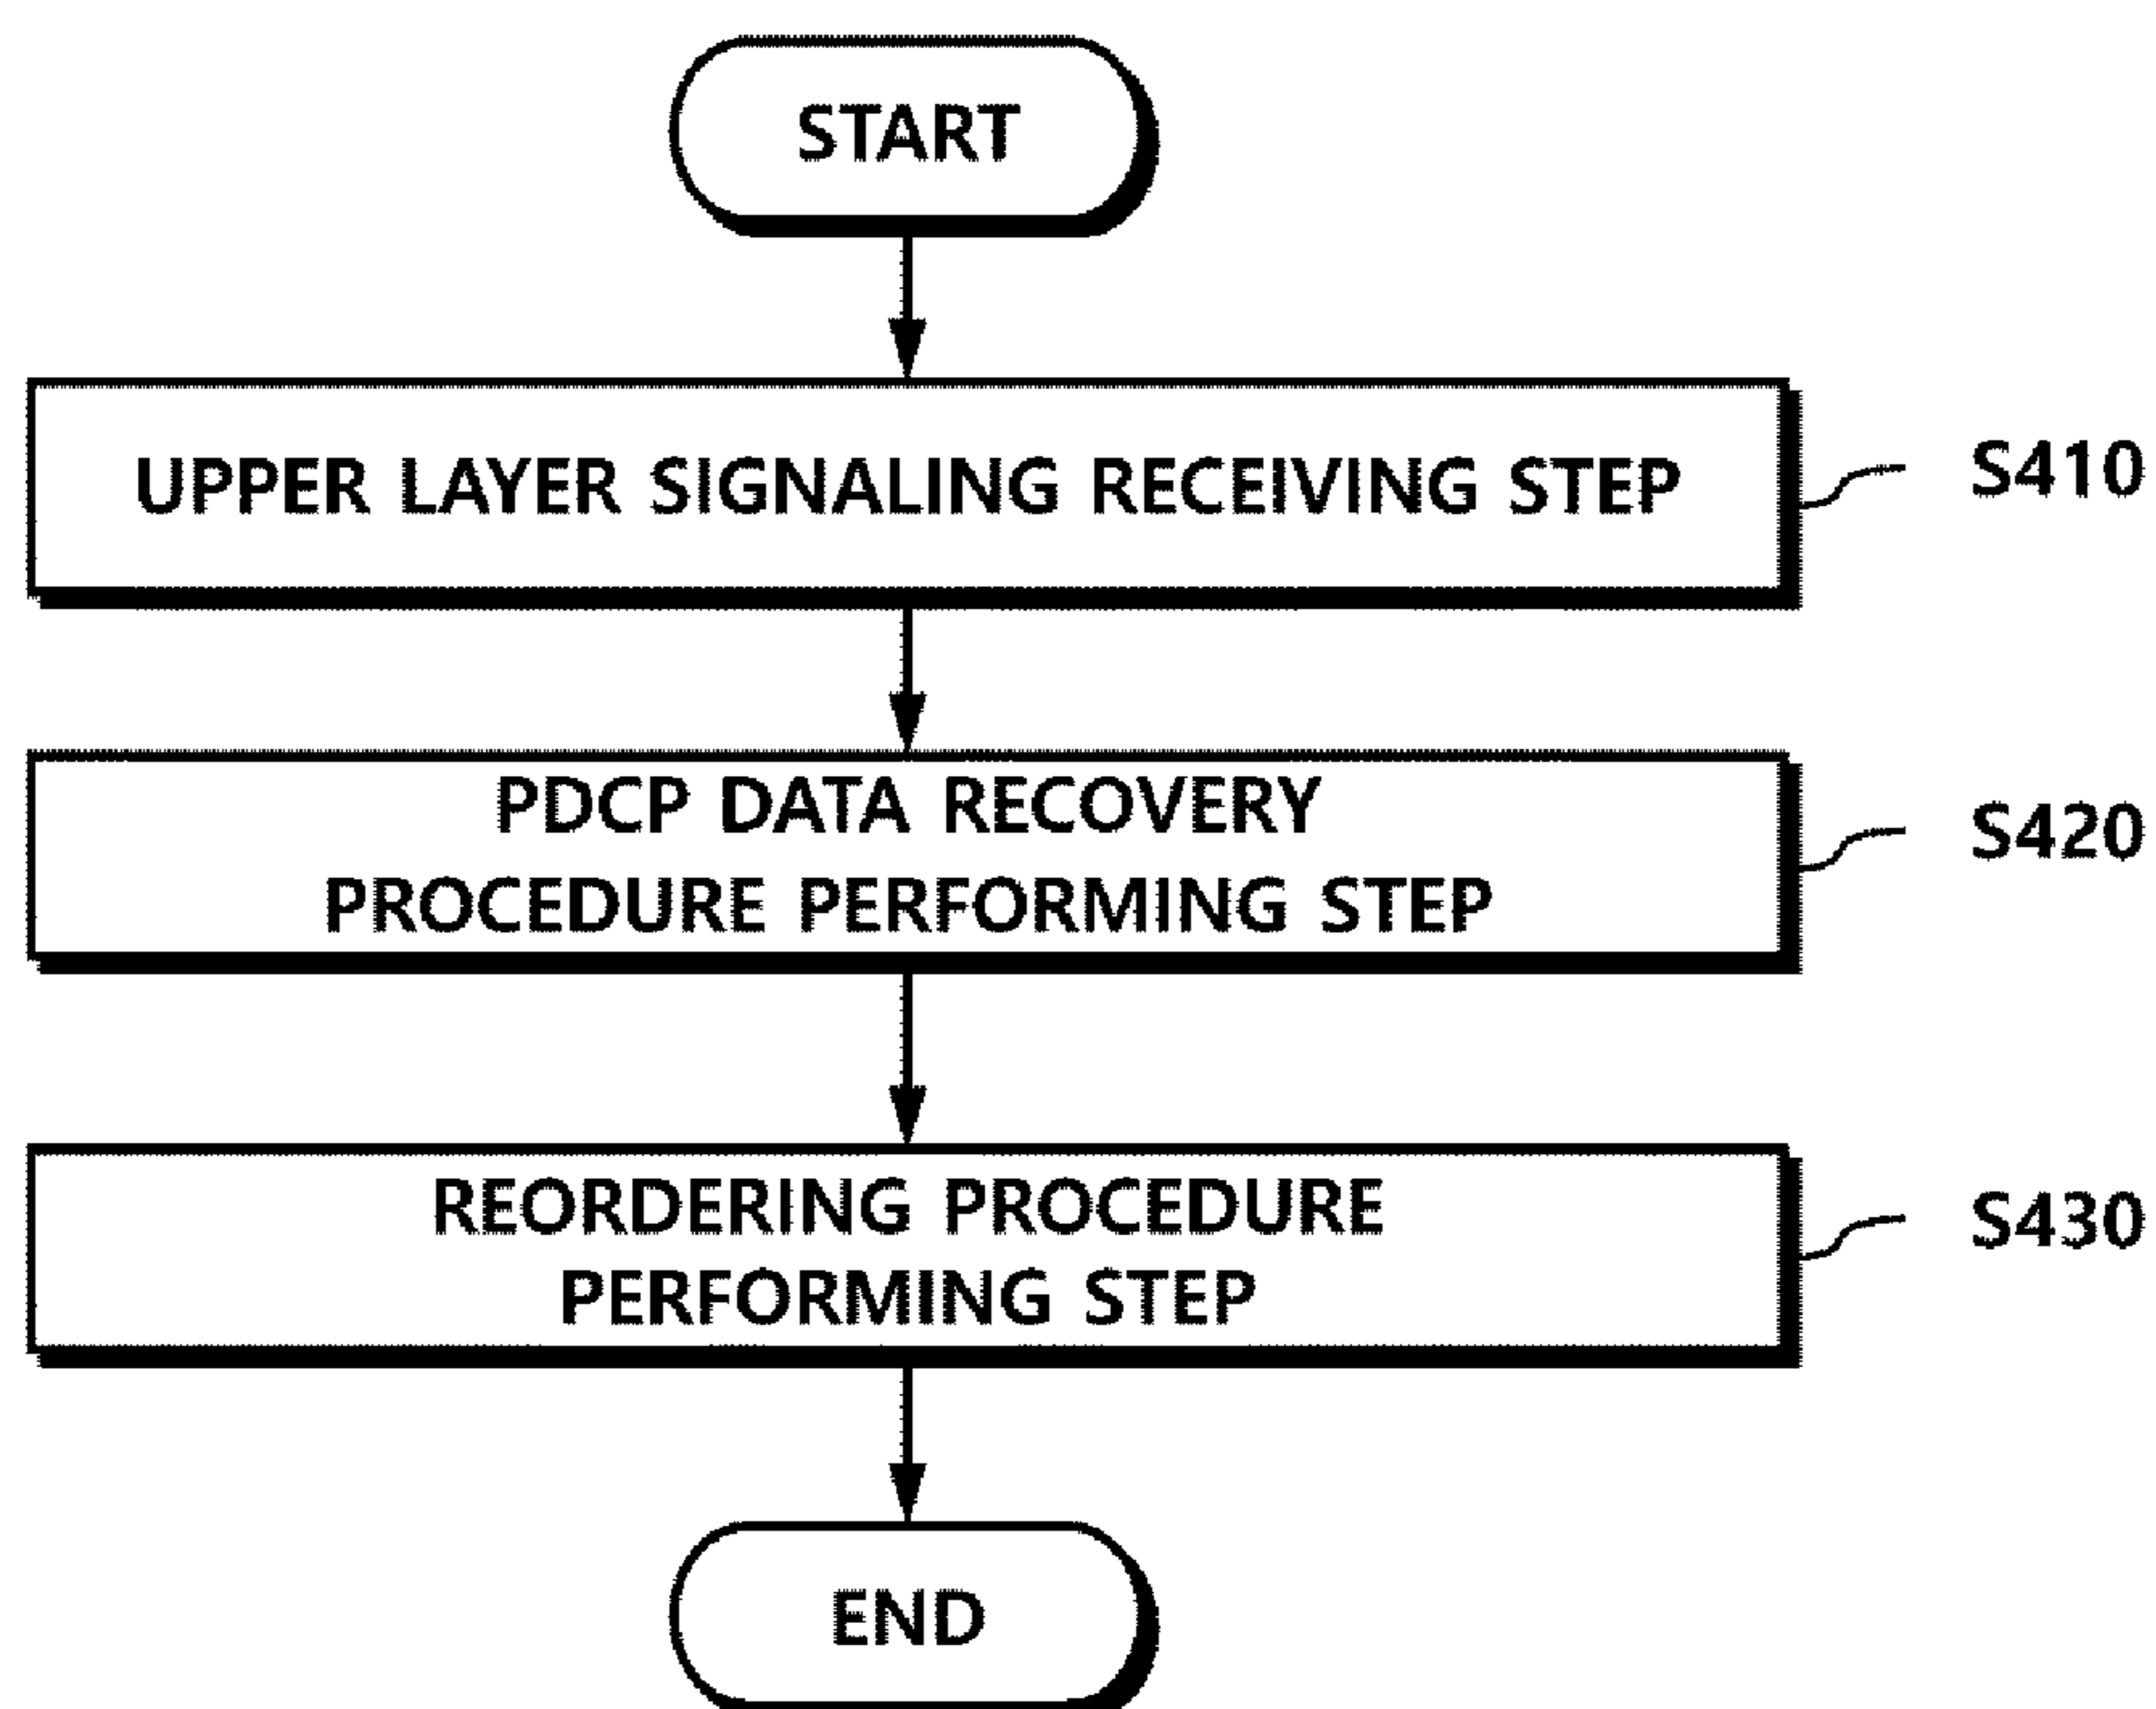 START
UPPER LAYER SIGNALING RECEIVING STEP
S410
PDCP DATA RECOVERY
PROCEDURE PERFORMING STEP
S420
REORDERING PROCEDURE
PERFORMING STEP
S430
END